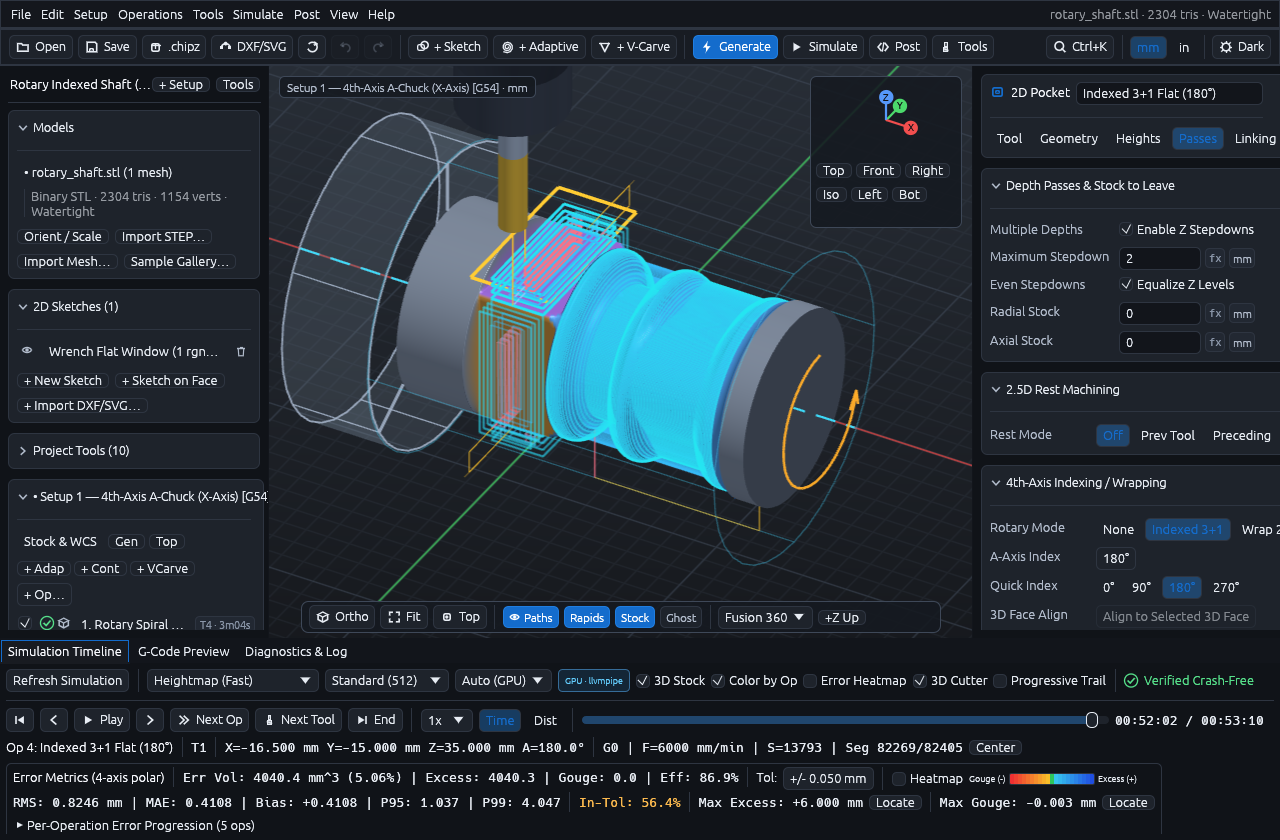 File Edit Setup Operations Tools Simulate Post View Help
rotary_shaft.stl · 2304 tris · Watertight
Open Save .chipz DXF/SVG + Sketch + Adaptive + V-Carve Generate Simulate Post Tools Ctrl+K mm in Dark
Rotary Indexed Shaft (... + Setup Tools
Models
• rotary_shaft.stl (1 mesh)
Binary STL · 2304 tris · 1154 verts ·
Watertight
Orient / Scale Import STEP...
Import Mesh... Sample Gallery...
2D Sketches (1)
Wrench Flat Window (1 rgn...
+ New Sketch + Sketch on Face
+ Import DXF/SVG...
Project Tools (10)
• Setup 1 — 4th-Axis A-Chuck (X-Axis) [G54]
Stock & WCS Gen Top
+ Adap + Cont + VCarve
+ Op...
1. Rotary Spiral ... T4 · 3m04s
Setup 1 — 4th-Axis A-Chuck (X-Axis) [G54] · mm
Z
Y
X
Top Front Right
Iso Left Bot
Ortho Fit Top Paths Rapids Stock Ghost Fusion 360 +Z Up
2D Pocket Indexed 3+1 Flat (180°)
Tool Geometry Heights Passes Linking
Depth Passes & Stock to Leave
Multiple Depths Enable Z Stepdowns
Maximum Stepdown 2 fx mm
Even Stepdowns Equalize Z Levels
Radial Stock 0 fx mm
Axial Stock 0 fx mm
2.5D Rest Machining
Rest Mode Off Prev Tool Preceding
4th-Axis Indexing / Wrapping
Rotary Mode None Indexed 3+1 Wrap 2
A-Axis Index 180°
Quick Index 0° 90° 180° 270°
3D Face Align Align to Selected 3D Face
Simulation Timeline G-Code Preview Diagnostics & Log
Refresh Simulation Heightmap (Fast) Standard (512) Auto (GPU) GPU · llvmpipe 3D Stock Color by Op Error Heatmap 3D Cutter Progressive Trail Verified Crash-Free
Play Next Op Next Tool End 1x Time Dist 00:52:02 / 00:53:10
Op 4: Indexed 3+1 Flat (180°) T1 X=-16.500 mm Y=-15.000 mm Z=35.000 mm A=180.0° G0 | F=6000 mm/min | S=13793 | Seg 82269/82405 Center
Error Metrics (4-axis polar) Err Vol: 4040.4 mm^3 (5.06%) | Excess: 4040.3 | Gouge: 0.0 | Eff: 86.9% Tol: +/- 0.050 mm Heatmap Gouge (-) Excess (+)
RMS: 0.8246 mm | MAE: 0.4108 | Bias: +0.4108 | P95: 1.037 | P99: 4.047 In-Tol: 56.4% Max Excess: +6.000 mm Locate Max Gouge: -0.003 mm Locate
Per-Operation Error Progression (5 ops)